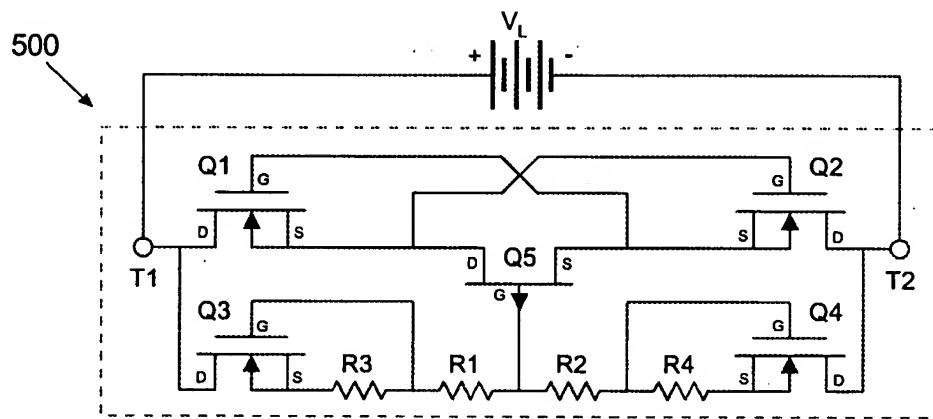 500
V_L
+ -
Q1 G Q2 G
D S Q5 S D
T1 D S T2
G
Q3 G Q4 G
R3 R1 R2 R4
D S S D